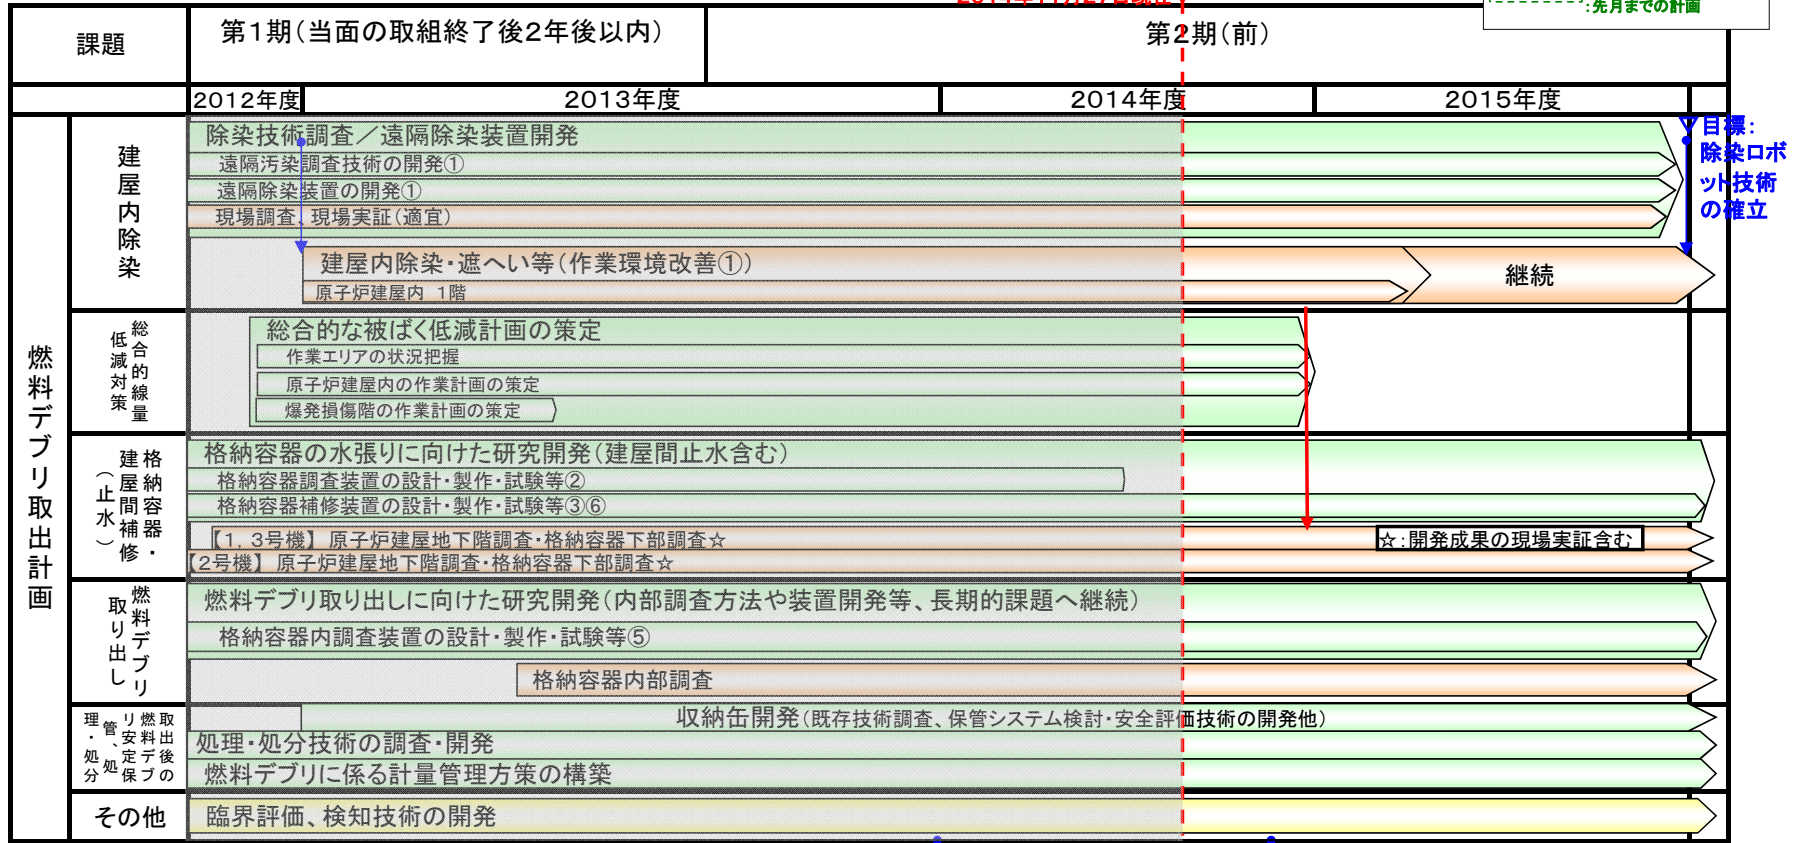 2014年11月27日現在
:先月までの計画
課題
第1期(当面の取組終了後2年後以内)
第2期(前)
2012年度
2013年度
2014年度
2015年度
燃料デブリ取出計画
建屋内除染
除染技術調査／遠隔除染装置開発
遠隔汚染調査技術の開発①
遠隔除染装置の開発①
現場調査、現場実証(適宜)
建屋内除染・遮へい等(作業環境改善①)
原子炉建屋内 1階
継続
▽目標:
除染ロボ
ット技術
の確立
総合的線量
低減対策
総合的な被ばく低減計画の策定
作業エリアの状況把握
原子炉建屋内の作業計画の策定
爆発損傷階の作業計画の策定
格納容器・
建屋間補修
(止水)
格納容器の水張りに向けた研究開発(建屋間止水含む)
格納容器調査装置の設計・製作・試験等②
格納容器補修装置の設計・製作・試験等③⑥
【1,3号機】原子炉建屋地下階調査・格納容器下部調査☆
☆:開発成果の現場実証含む
【2号機】原子炉建屋地下階調査・格納容器下部調査☆
燃料デブリ
取り出し
燃料デブリ取り出しに向けた研究開発(内部調査方法や装置開発等、長期的課題へ継続)
格納容器内調査装置の設計・製作・試験等⑤
格納容器内部調査
取出後の
燃料デブ
リ安定保
管、処
理・処分
収納缶開発(既存技術調査、保管システム検討・安全評価技術の開発他)
処理・処分技術の調査・開発
燃料デブリに係る計量管理方策の構築
その他
臨界評価、検知技術の開発